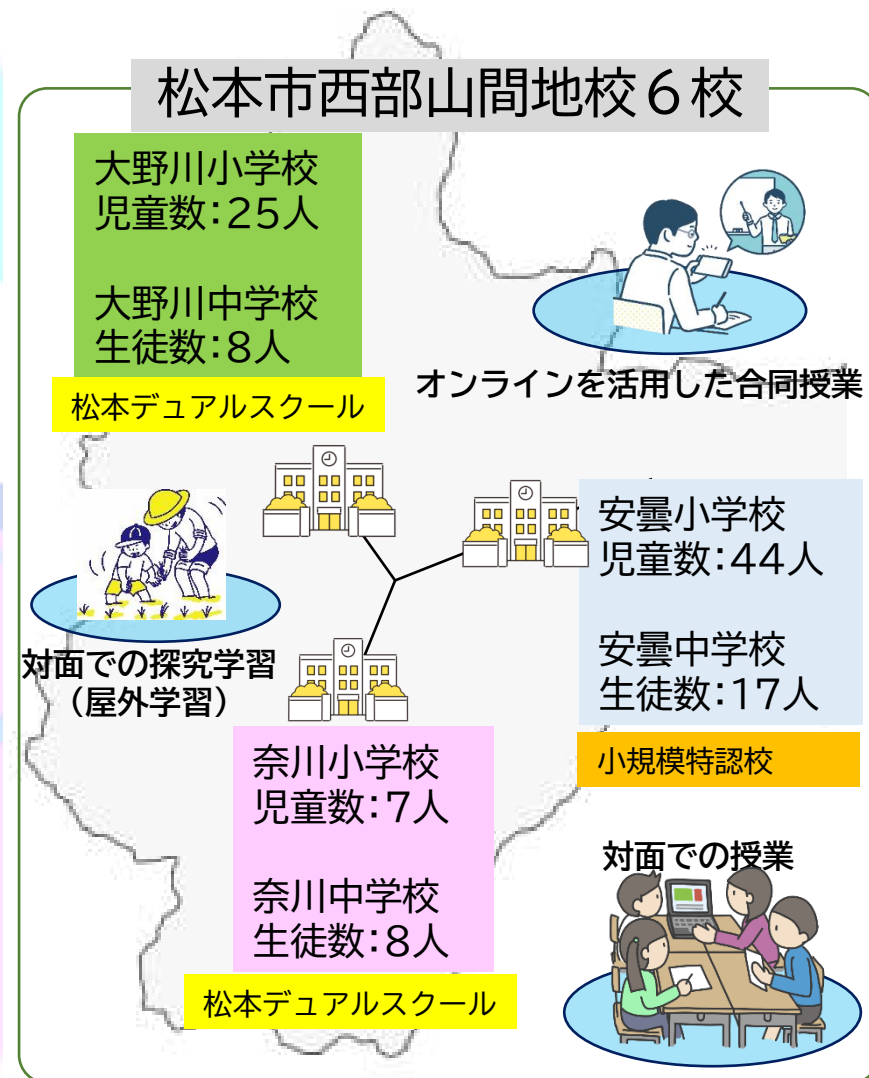 松本市西部山間地校６校
大野川小学校
児童数：25人
大野川中学校
生徒数：8人
松本デュアルスクール
オンラインを活用した合同授業
安曇小学校
児童数：44人
安曇中学校
生徒数：17人
小規模特認校
対面での探究学習
（屋外学習）
奈川小学校
児童数：7人
奈川中学校
生徒数：8人
松本デュアルスクール
対面での授業